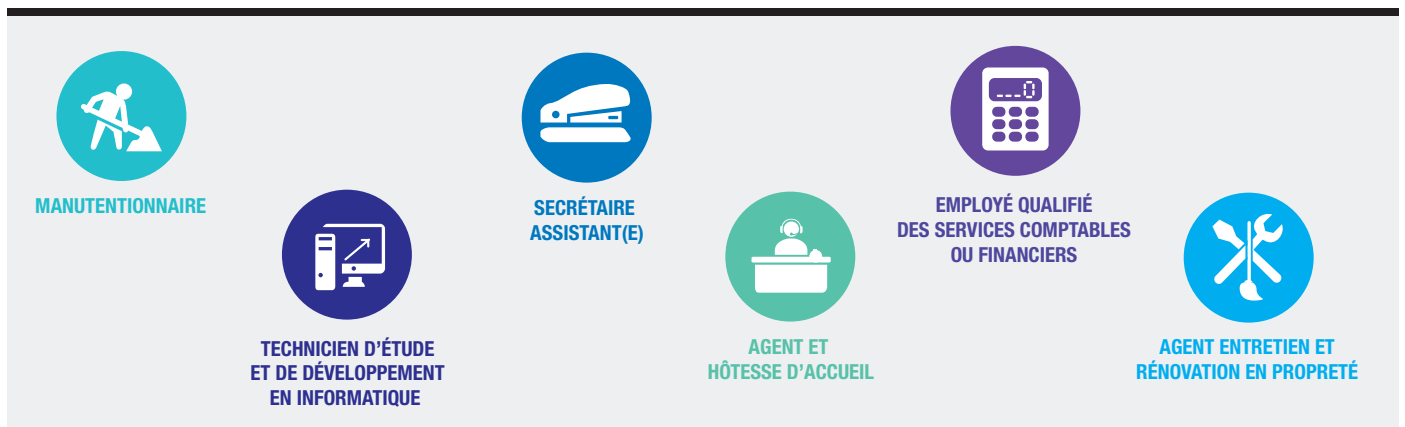 MANUTENTIONNAIRE
TECHNICIEN D'ÉTUDE
ET DE DÉVELOPPEMENT
EN INFORMATIQUE
SECRÉTAIRE
ASSISTANT(E)
AGENT ET
HÔTESSE D'ACCUEIL
___0
EMPLOYÉ QUALIFIÉ
DES SERVICES COMPTABLES
OU FINANCIERS
AGENT ENTRETIEN ET
RÉNOVATION EN PROPRETÉ